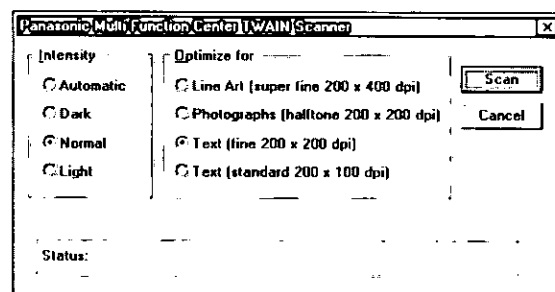 Panasonic Multi Function Center TWAIN Scanner
Intensity
Automatic
Dark
Normal
Light
Optimize for
Line Art (super fine 200 x 400 dpi)
Photographs (halftone 200 x 200 dpi)
Text (fine 200 x 200 dpi)
Text (standard 200 x 100 dpi)
Scan
Cancel
Status: